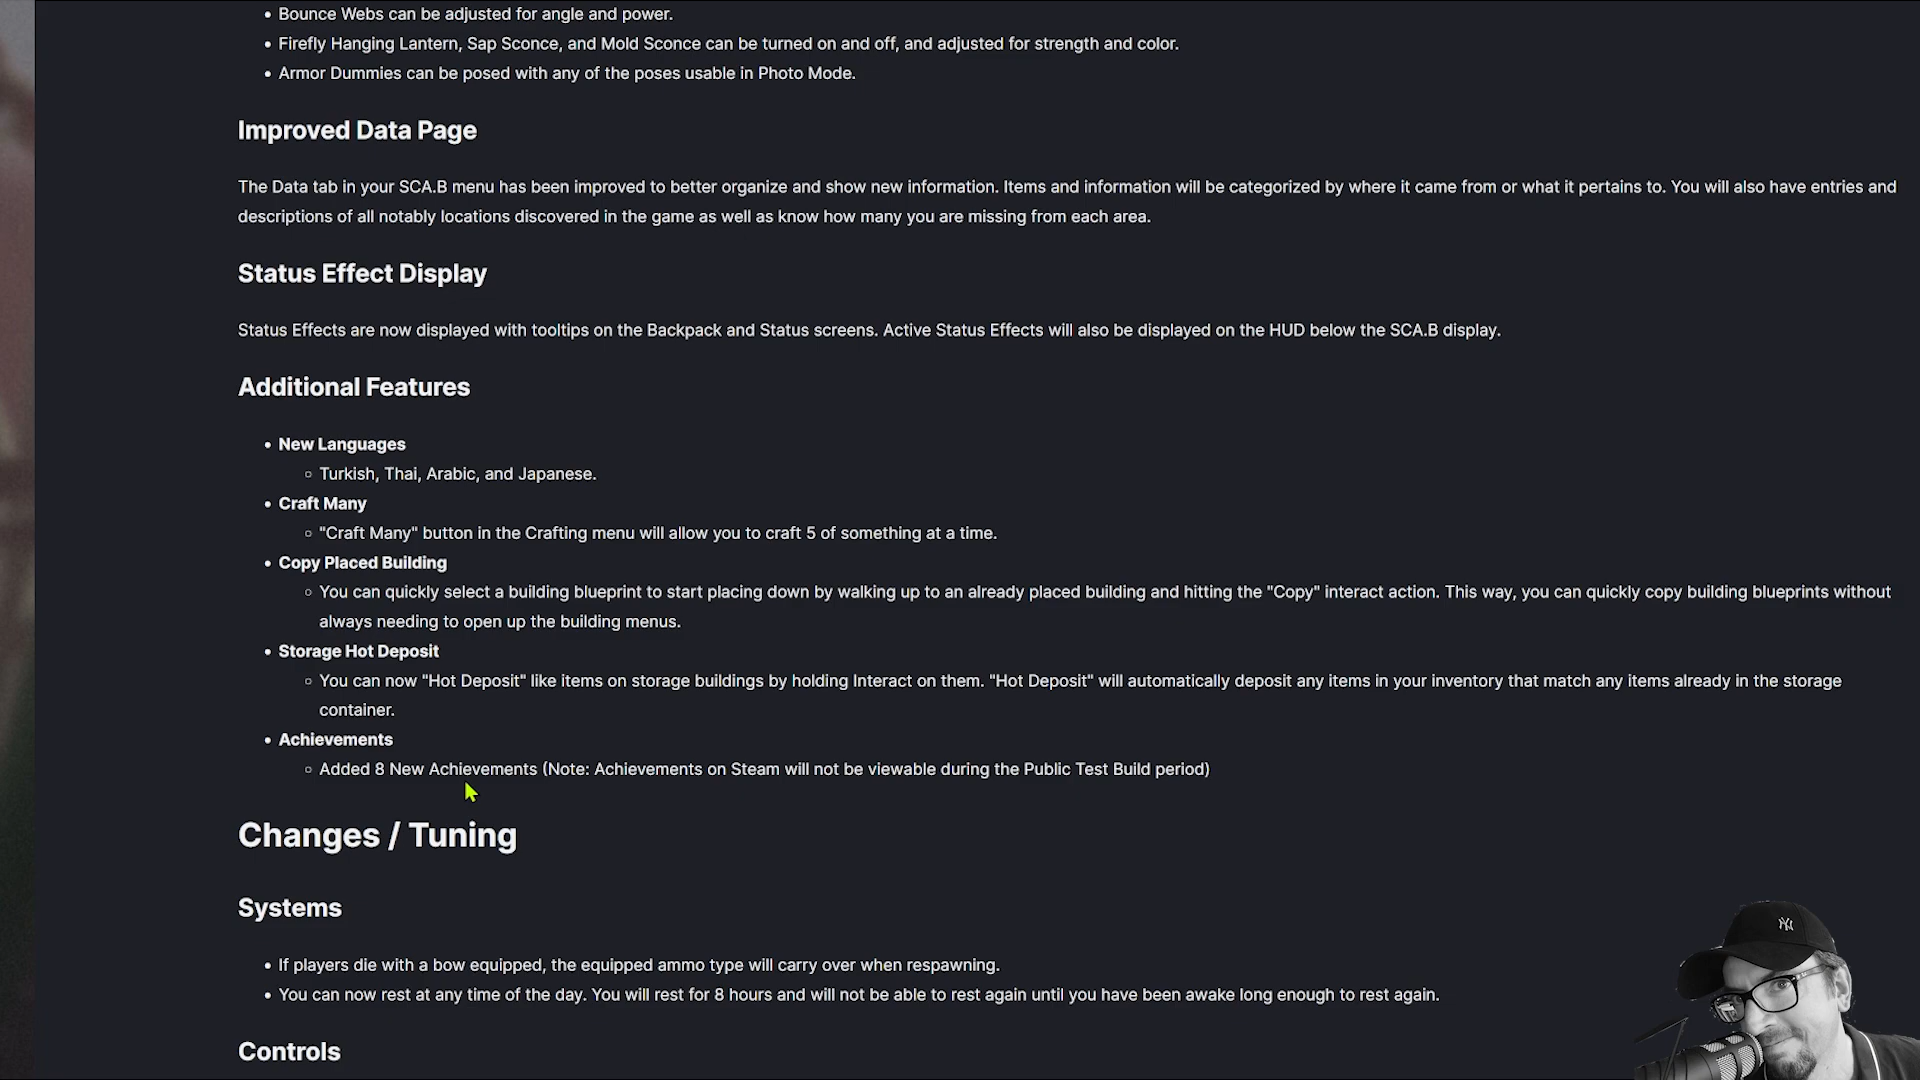 Bounce Webs can be adjusted for angle and power.
Firefly Hanging Lantern, Sap Sconce, and Mold Sconce can be turned on and off, and adjusted for strength and color.
Armor Dummies can be posed with any of the poses usable in Photo Mode.
Improved Data Page
The Data tab in your SCA.B menu has been improved to better organize and show new information. Items and information will be categorized by where it came from or what it pertains to. You will also have entries and
descriptions of all notably locations discovered in the game as well as know how many you are missing from each area.
Status Effect Display
Status Effects are now displayed with tooltips on the Backpack and Status screens. Active Status Effects will also be displayed on the HUD below the SCA.B display.
Additional Features
New Languages
Turkish, Thai, Arabic, and Japanese.
Craft Many
"Craft Many" button in the Crafting menu will allow you to craft 5 of something at a time.
Copy Placed Building
You can quickly select a building blueprint to start placing down by walking up to an already placed building and hitting the "Copy" interact action. This way, you can quickly copy building blueprints without
always needing to open up the building menus.
Storage Hot Deposit
You can now "Hot Deposit" like items on storage buildings by holding Interact on them. "Hot Deposit" will automatically deposit any items in your inventory that match any items already in the storage
container.
Achievements
Added 8 New Achievements (Note: Achievements on Steam will not be viewable during the Public Test Build period)
Changes / Tuning
Systems
If players die with a bow equipped, the equipped ammo type will carry over when respawning.
You can now rest at any time of the day. You will rest for 8 hours and will not be able to rest again until you have been awake long enough to rest again.
Controls
NY